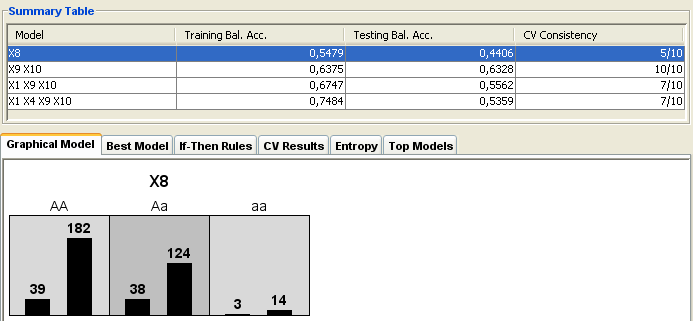 Summary Table
Model Training Bal. Acc. Testing Bal. Acc. CV Consistency
X8 0,5479 0,4406 5/10
X9 X10 0,6375 0,6328 10/10
X1 X9 X10 0,6747 0,5562 7/10
X1 X4 X9 X10 0,7484 0,5359 7/10
Graphical Model Best Model If-Then Rules CV Results Entropy Top Models
X8
AA Aa aa
39 182 38 124 3 14